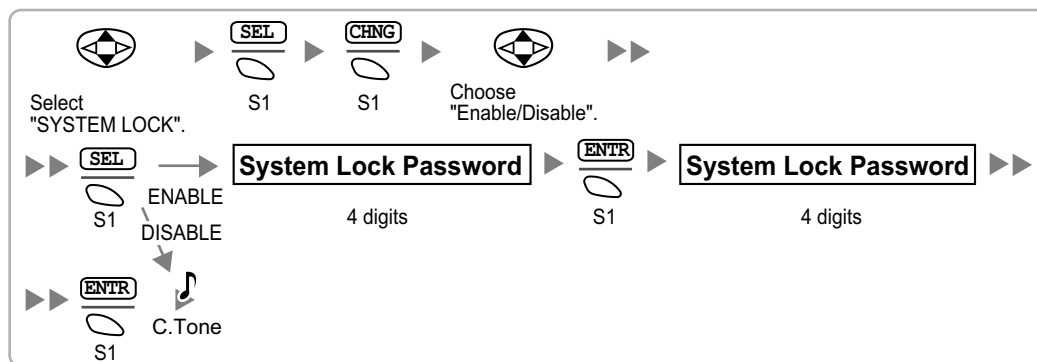 SEL
CHNG
S1
S1
Select
"SYSTEM LOCK".
Choose
"Enable/Disable".
SEL
S1
ENABLE
DISABLE
System Lock Password
4 digits
ENTR
S1
System Lock Password
4 digits
ENTR
S1
C.Tone